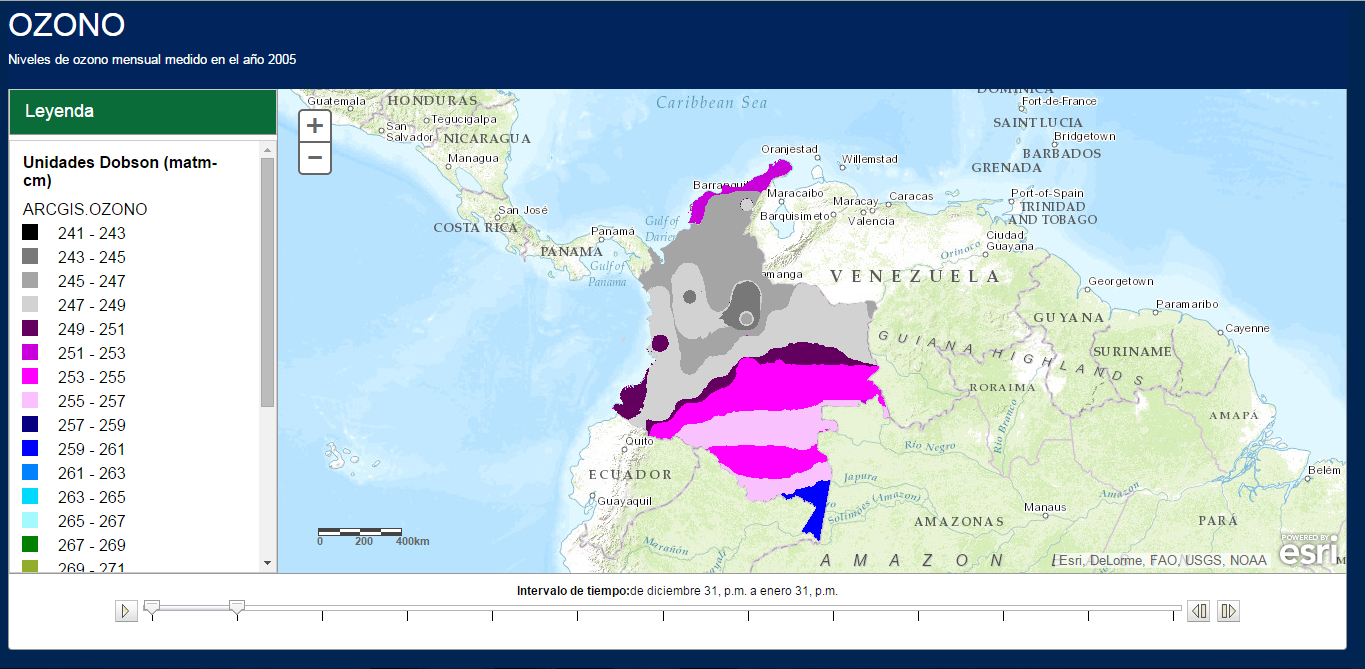 OZONO
Niveles de ozono mensual medido en el año 2005
Leyenda
Unidades Dobson (matm-
cm)
ARCGIS.OZONO
241 - 243
243 - 245
245 - 247
247 - 249
249 - 251
251 - 253
253 - 255
255 - 257
257 - 259
259 - 261
261 - 263
263 - 265
265 - 267
267 - 269
269 - 271
+
−
Guatemala
HONDURAS
Tegucigalpa
San
Salvador
NICARAGUA
Managua
San José
COSTA RICA
Panamá
PANAMA
Gulf of
Panama
Gulf of
Darien
Caribbean Sea
DOMINICA
Fort-de-France
SAINT LUCIA
Bridgetown
BARBADOS
GRENADA
Oranjestad
Willemstad
Barranquil
Maracaibo
Maracay
Caracas
Barquisimeto
Valencia
Port-of-Spain
TRINIDAD
AND TOBAGO
Ciudad
Guayana
Orinoco
amanga
VENEZUELA
Georgetown
Paramaribo
GUYANA
Cayenne
GUIANA HIGHLANDS
SURINAME
RORAIMA
AMAPÁ
Rio Branco
Rio Negro
Quito
ECUADOR
Guayaquil
Japura
Solimões (Amazon)
Amazon
Manaus
Belém
AMAZONAS
PARÁ
Marañón
Ucayali
AMAZON
0 200 400km
POWERED BY
esri
Esri, DeLorme, FAO, USGS, NOAA
Intervalo de tiempo:de diciembre 31, p.m. a enero 31, p.m.